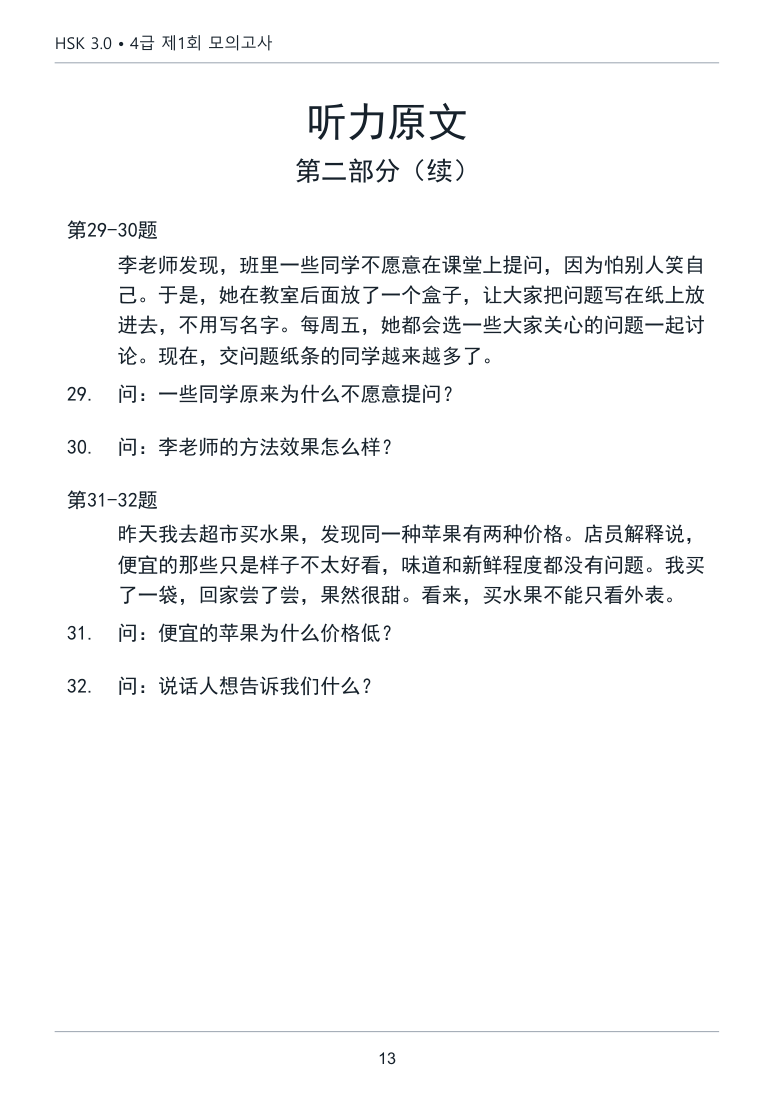 HSK 3.0 • 4급 제1회 모의고사
听力原文
第二部分（续）
第29-30题
李老师发现，班里一些同学不愿意在课堂上提问，因为怕别人笑自
己。于是，她在教室后面放了一个盒子，让大家把问题写在纸上放
进去，不用写名字。每周五，她都会选一些大家关心的问题一起讨
论。现在，交问题纸条的同学越来越多了。
29. 问：一些同学原来为什么不愿意提问？
30. 问：李老师的方法效果怎么样？
第31-32题
昨天我去超市买水果，发现同一种苹果有两种价格。店员解释说，
便宜的那些只是样子不太好看，味道和新鲜程度都没有问题。我买
了一袋，回家尝了尝，果然很甜。看来，买水果不能只看外表。
31. 问：便宜的苹果为什么价格低？
32. 问：说话人想告诉我们什么？
13